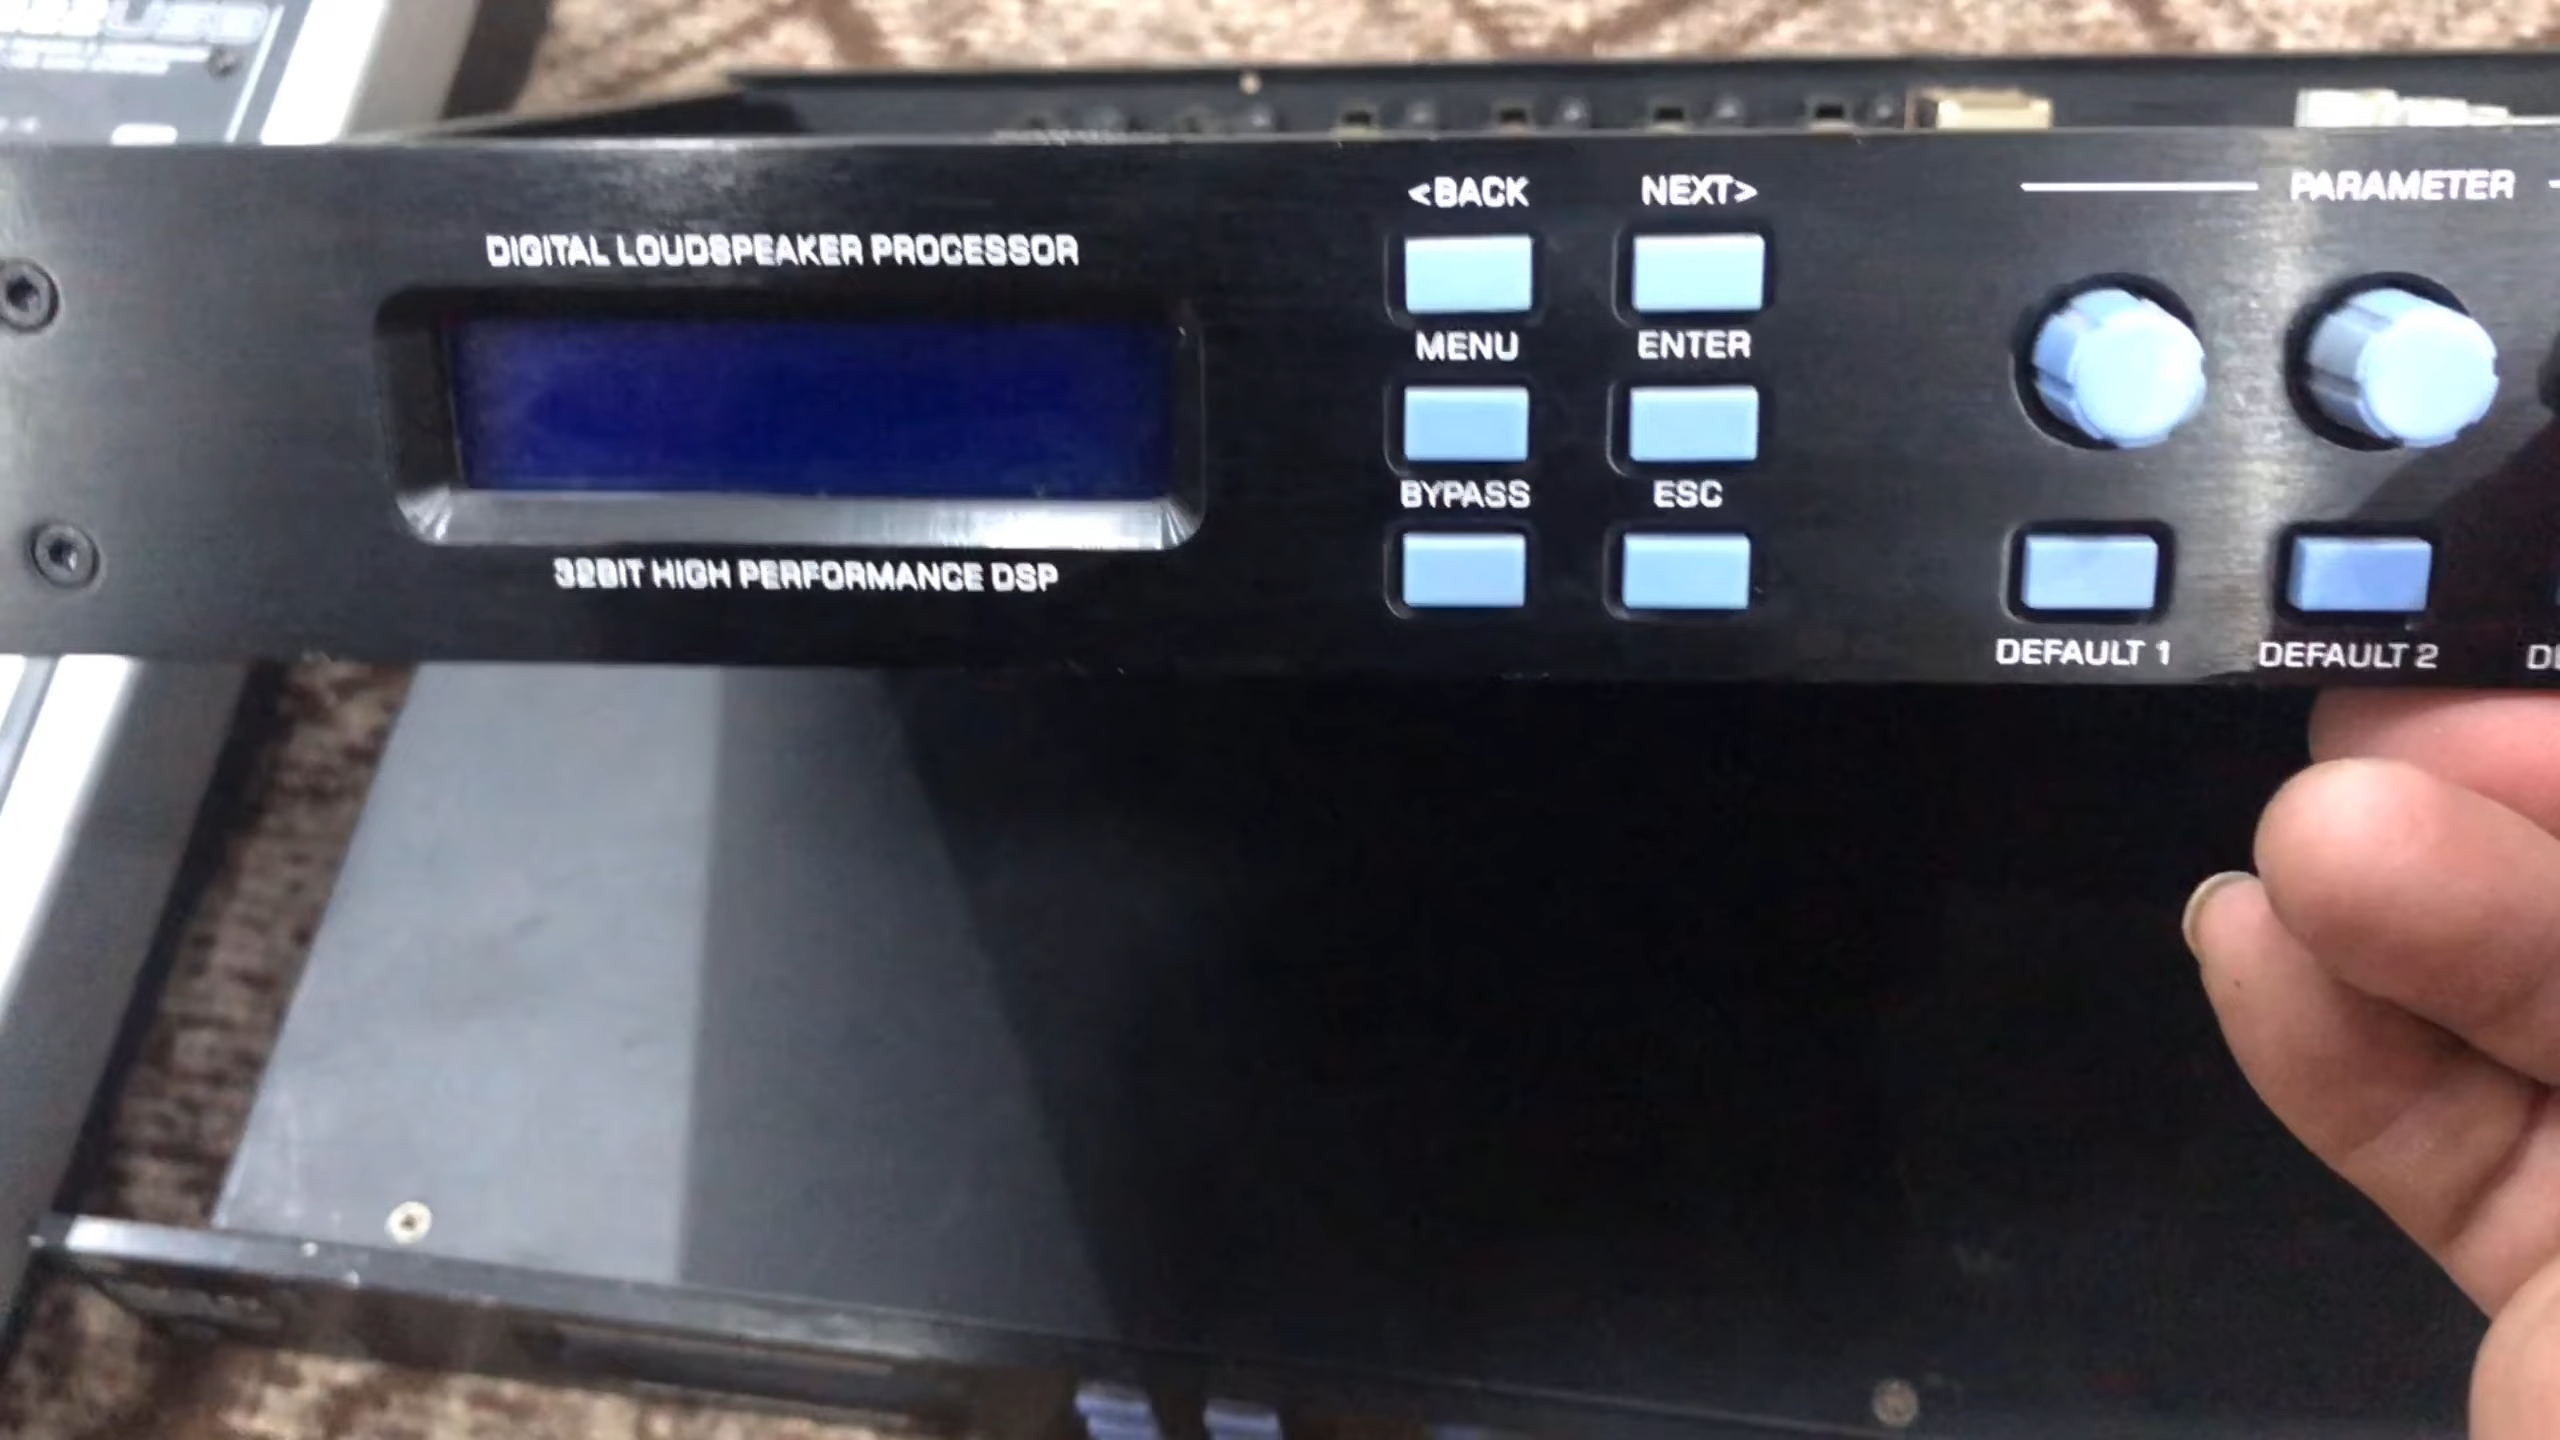 <BACK NEXT>
PARAMETER
DIGITAL LOUDSPEAKER PROCESSOR
MENU ENTER
BYPASS ESC
32BIT HIGH PERFORMANCE DSP
DEFAULT 1 DEFAULT 2